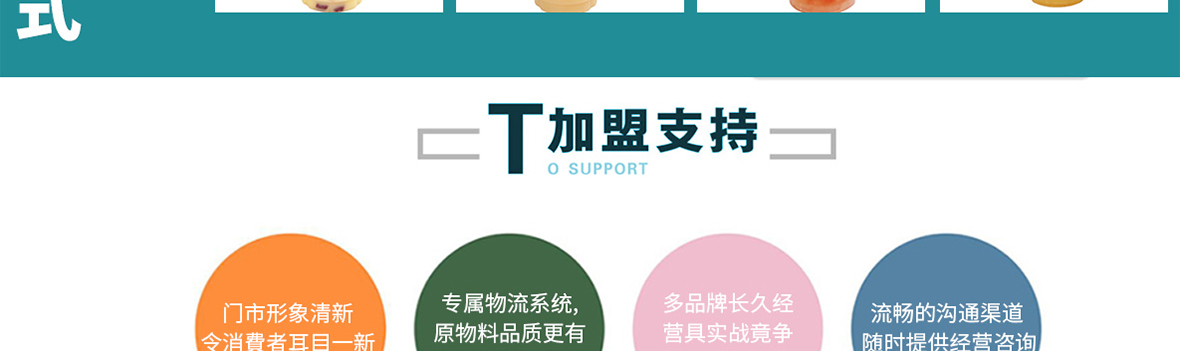 式
T加盟支持
O SUPPORT
门市形象清新
令消費者耳目一新
专属物流系统,
原物料品质更有
多品牌长久经
营具实战竟争
流畅的沟通渠道
随时提供经营咨询